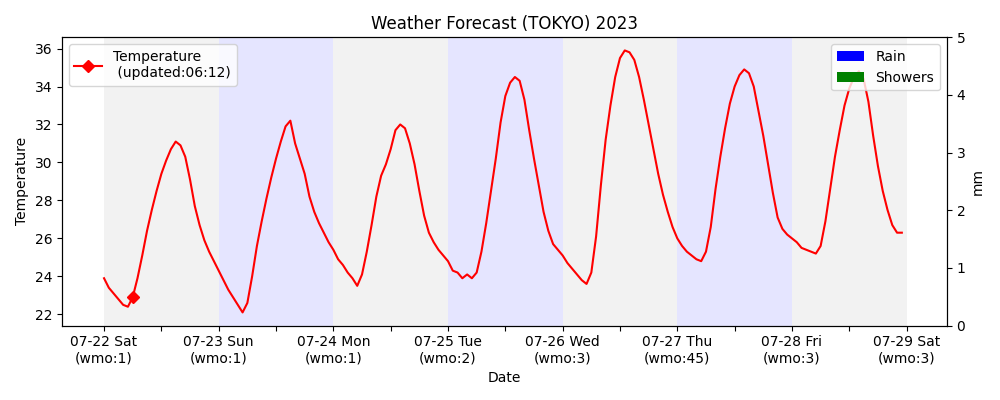 Weather Forecast (TOKYO) 2023
Temperature
(updated:06:12)
Rain
Showers
36
34
32
30
28
26
24
22
Temperature
5
4
3
2
1
0
mm
07-22 Sat
(wmo:1)
07-23 Sun
(wmo:1)
07-24 Mon
(wmo:1)
07-25 Tue
(wmo:2)
07-26 Wed
(wmo:3)
07-27 Thu
(wmo:45)
07-28 Fri
(wmo:3)
07-29 Sat
(wmo:3)
Date